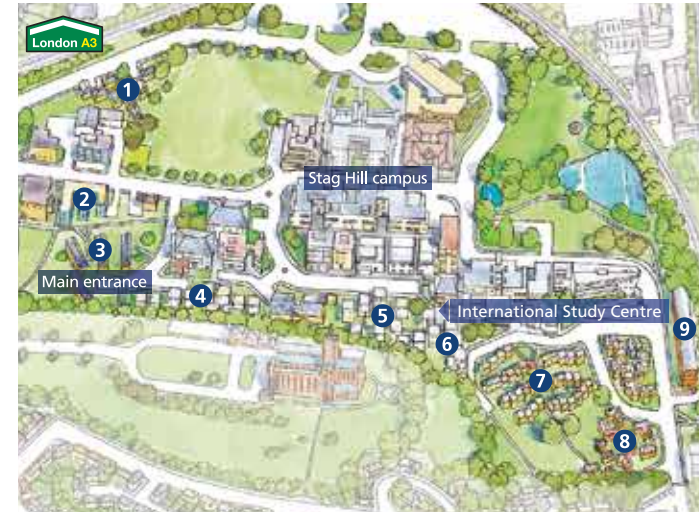 London A3
1
Stag Hill campus
2
3
Main entrance
4
5
International Study Centre
6
9
7
8